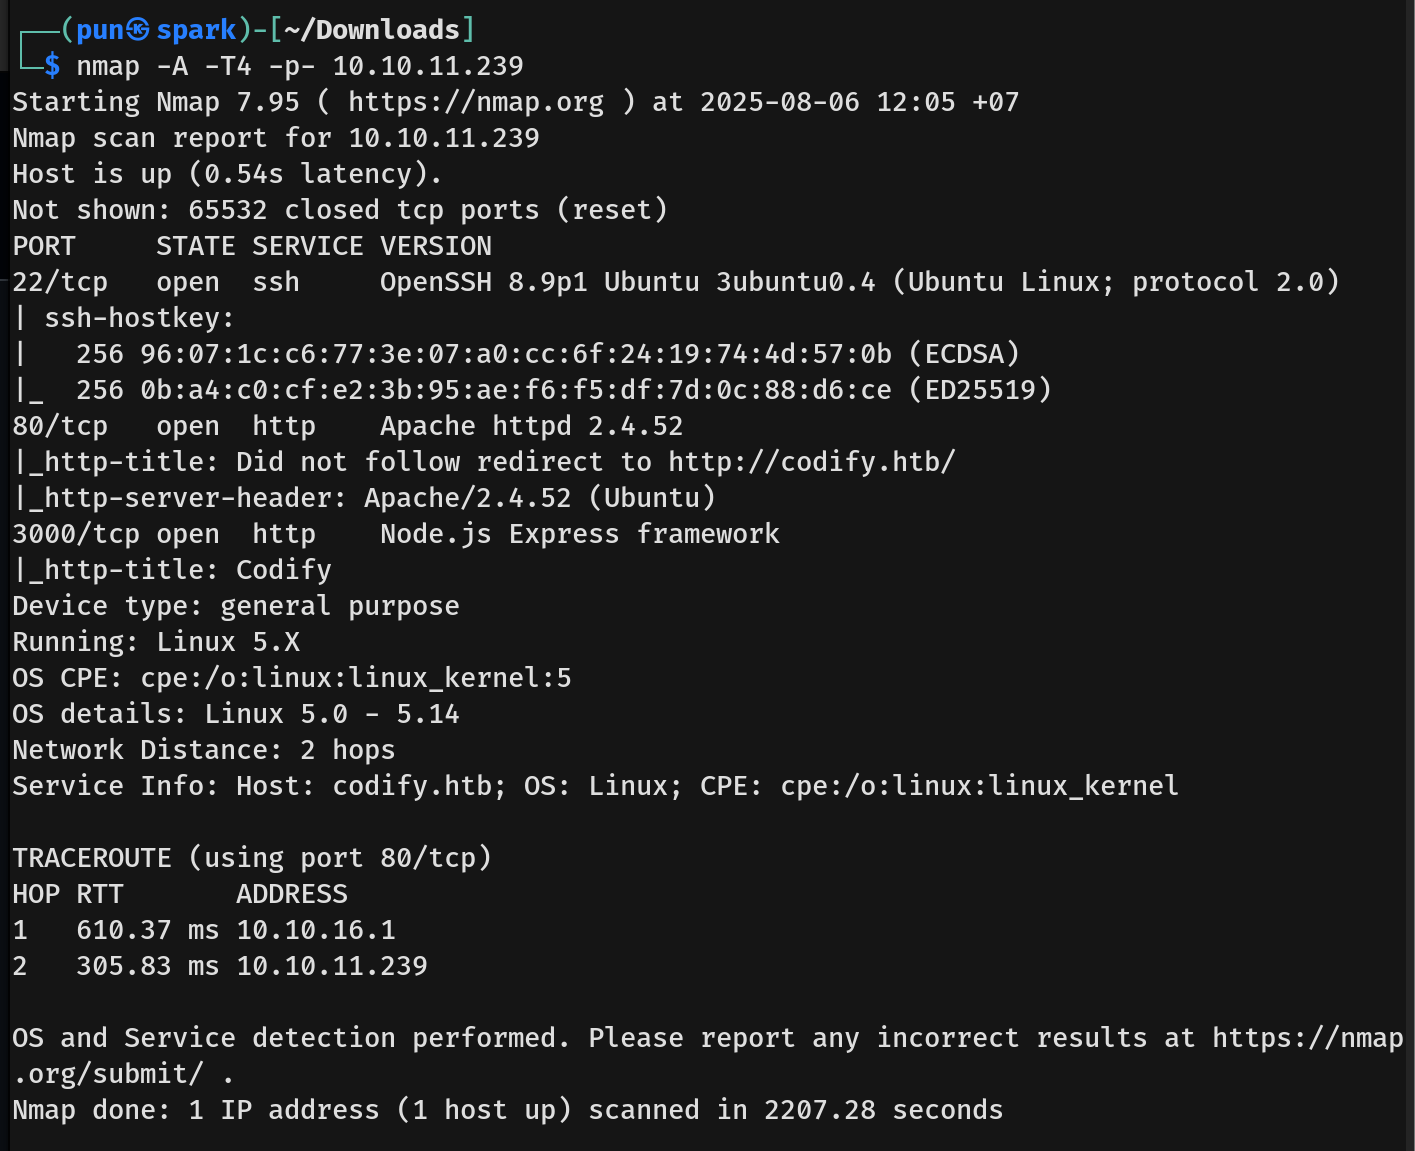 ┌──(pun㉿spark)-[~/Downloads]
└─$ nmap -A -T4 -p- 10.10.11.239
Starting Nmap 7.95 ( https://nmap.org ) at 2025-08-06 12:05 +07
Nmap scan report for 10.10.11.239
Host is up (0.54s latency).
Not shown: 65532 closed tcp ports (reset)
PORT     STATE SERVICE VERSION
22/tcp   open  ssh     OpenSSH 8.9p1 Ubuntu 3ubuntu0.4 (Ubuntu Linux; protocol 2.0)
| ssh-hostkey:
|   256 96:07:1c:c6:77:3e:07:a0:cc:6f:24:19:74:4d:57:0b (ECDSA)
|_  256 0b:a4:c0:cf:e2:3b:95:ae:f6:f5:df:7d:0c:88:d6:ce (ED25519)
80/tcp   open  http    Apache httpd 2.4.52
|_http-title: Did not follow redirect to http://codify.htb/
|_http-server-header: Apache/2.4.52 (Ubuntu)
3000/tcp open  http    Node.js Express framework
|_http-title: Codify
Device type: general purpose
Running: Linux 5.X
OS CPE: cpe:/o:linux:linux_kernel:5
OS details: Linux 5.0 - 5.14
Network Distance: 2 hops
Service Info: Host: codify.htb; OS: Linux; CPE: cpe:/o:linux:linux_kernel

TRACEROUTE (using port 80/tcp)
HOP RTT       ADDRESS
1   610.37 ms 10.10.16.1
2   305.83 ms 10.10.11.239

OS and Service detection performed. Please report any incorrect results at https://nmap
.org/submit/ .
Nmap done: 1 IP address (1 host up) scanned in 2207.28 seconds